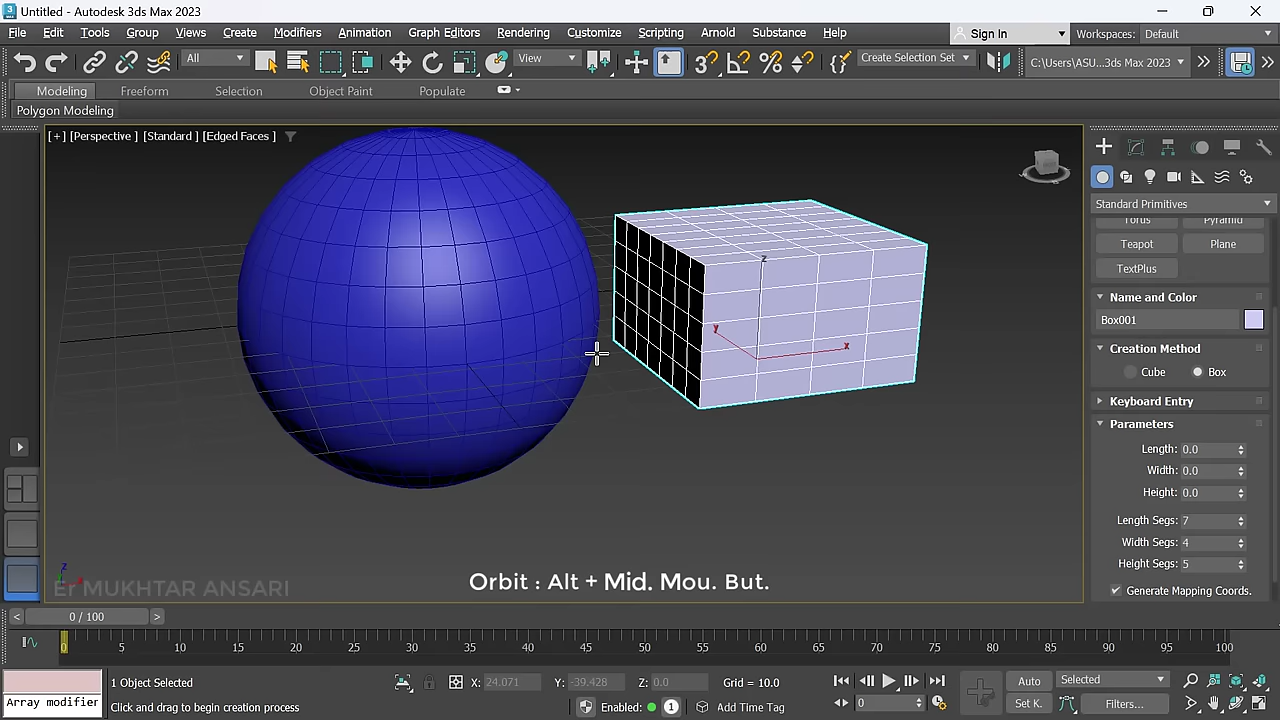 Untitled - Autodesk 3ds Max 2023
File Edit Tools Group Views Create Modifiers Animation Graph Editors Rendering Customize Scripting Arnold Substance Help
Sign In
Workspaces: Default
All
View
Create Selection Set
C:\Users\ASU...3ds Max 2023
Modeling Freeform Selection Object Paint Populate
Polygon Modeling
[+] [Perspective ] [Standard ] [Edged Faces ]
Standard Primitives
Torus Pyramid
Teapot Plane
TextPlus
Name and Color
Box001
Creation Method
Cube Box
Keyboard Entry
Parameters
Length: 0.0
Width: 0.0
Height: 0.0
Length Segs: 7
Width Segs: 4
Height Segs: 5
Generate Mapping Coords.
z
y
x
z
Er MUKHTAR ANSARI
Orbit : Alt + Mid. Mou. But.
< 0 / 100 >
0 5 10 15 20 25 30 35 40 45 50 55 60 65 70 75 80 85 90 95 100
Array modifier
1 Object Selected
Click and drag to begin creation process
X: 24.071 Y: -39.428 Z: 0.0 Grid = 10.0
Enabled: 1 Add Time Tag
0
Auto Selected
Set K. Filters...